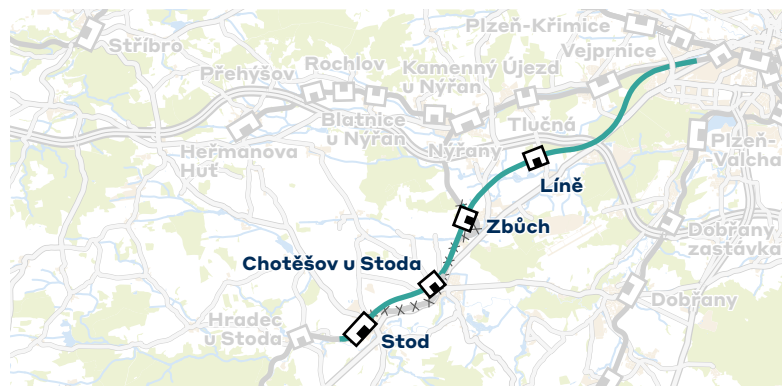 Stříbro
Plzeň-Křimice
Vejprnice
Přehýšov
Rochlov
Kamenný Újezd
u Nýřan
Blatnice
u Nýřan
Tlučná
Heřmanova
Huť
Nýřany
Plzeň-
-Valcha
Líně
Zbůch
Dobřany
zastávka
Chotěšov u Stoda
Dobřany
Hradec
u Stoda
Stod